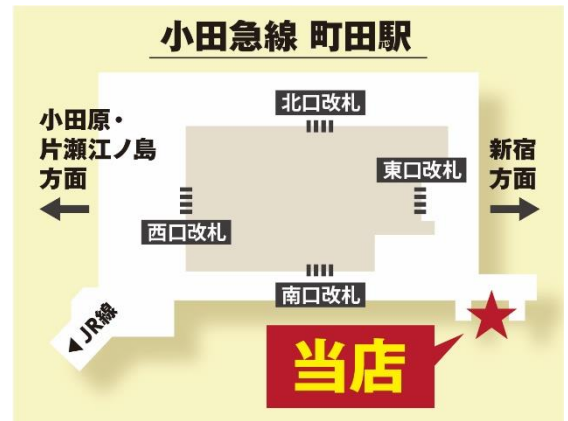 小田急線 町田駅
北口改札
小田原・
片瀬江ノ島
方面
東口改札
新宿
方面
西口改札
南口改札
◀JR線
当店